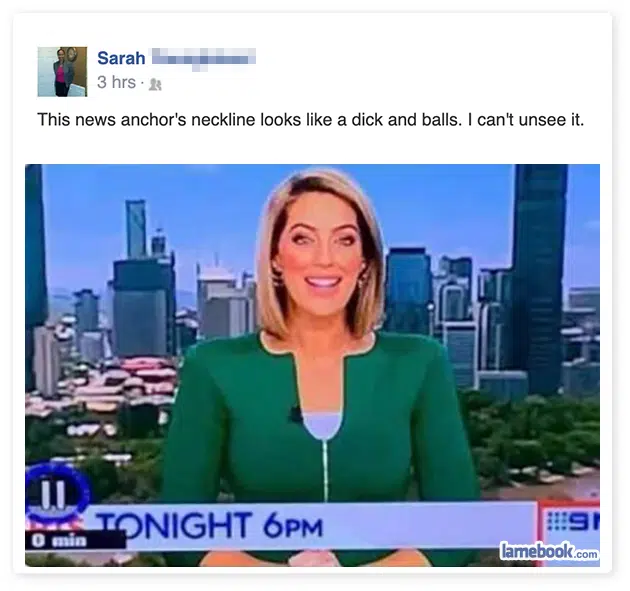 Sarah
3 hrs ·
This news anchor's neckline looks like a dick and balls. I can't unsee it.
TONIGHT 6PM
0 min
lamebook.com